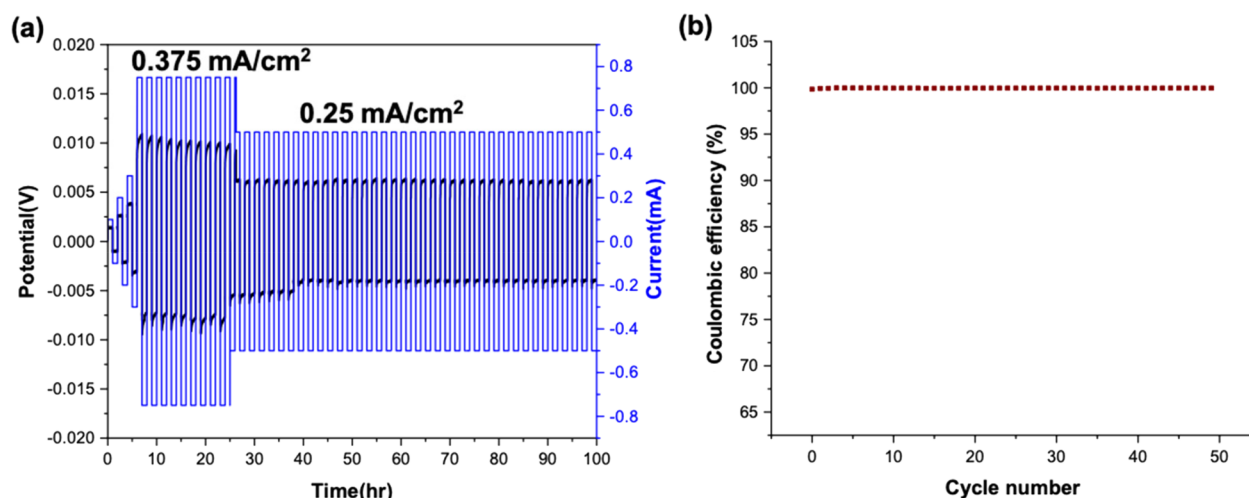 (a)
0.375 mA/cm²
0.25 mA/cm²
0.020
0.015
0.010
0.005
0.000
-0.005
-0.010
-0.015
-0.020
Potential(V)
0.8
0.6
0.4
0.2
0.0
-0.2
-0.4
-0.6
-0.8
Current(mA)
0 10 20 30 40 50 60 70 80 90 100
Time(hr)
(b)
105
100
95
90
85
80
75
70
65
Coulombic efficiency (%)
0 10 20 30 40 50
Cycle number